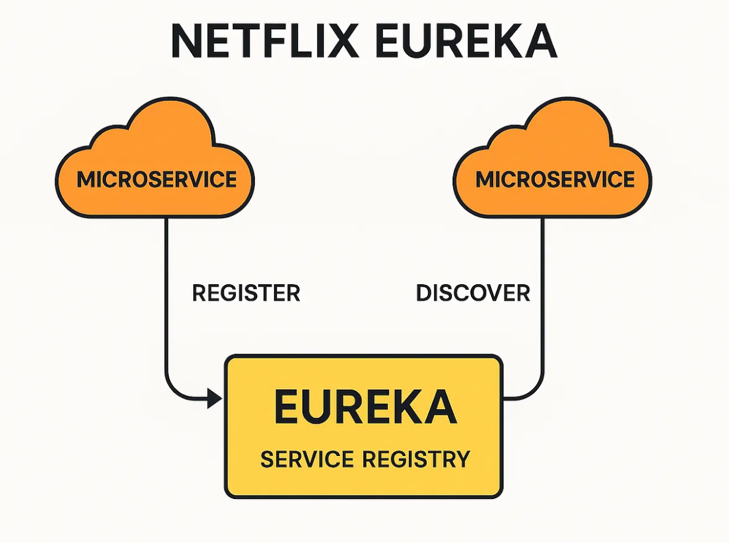 NETFLIX EUREKA
MICROSERVICE
MICROSERVICE
REGISTER
DISCOVER
EUREKA
SERVICE REGISTRY